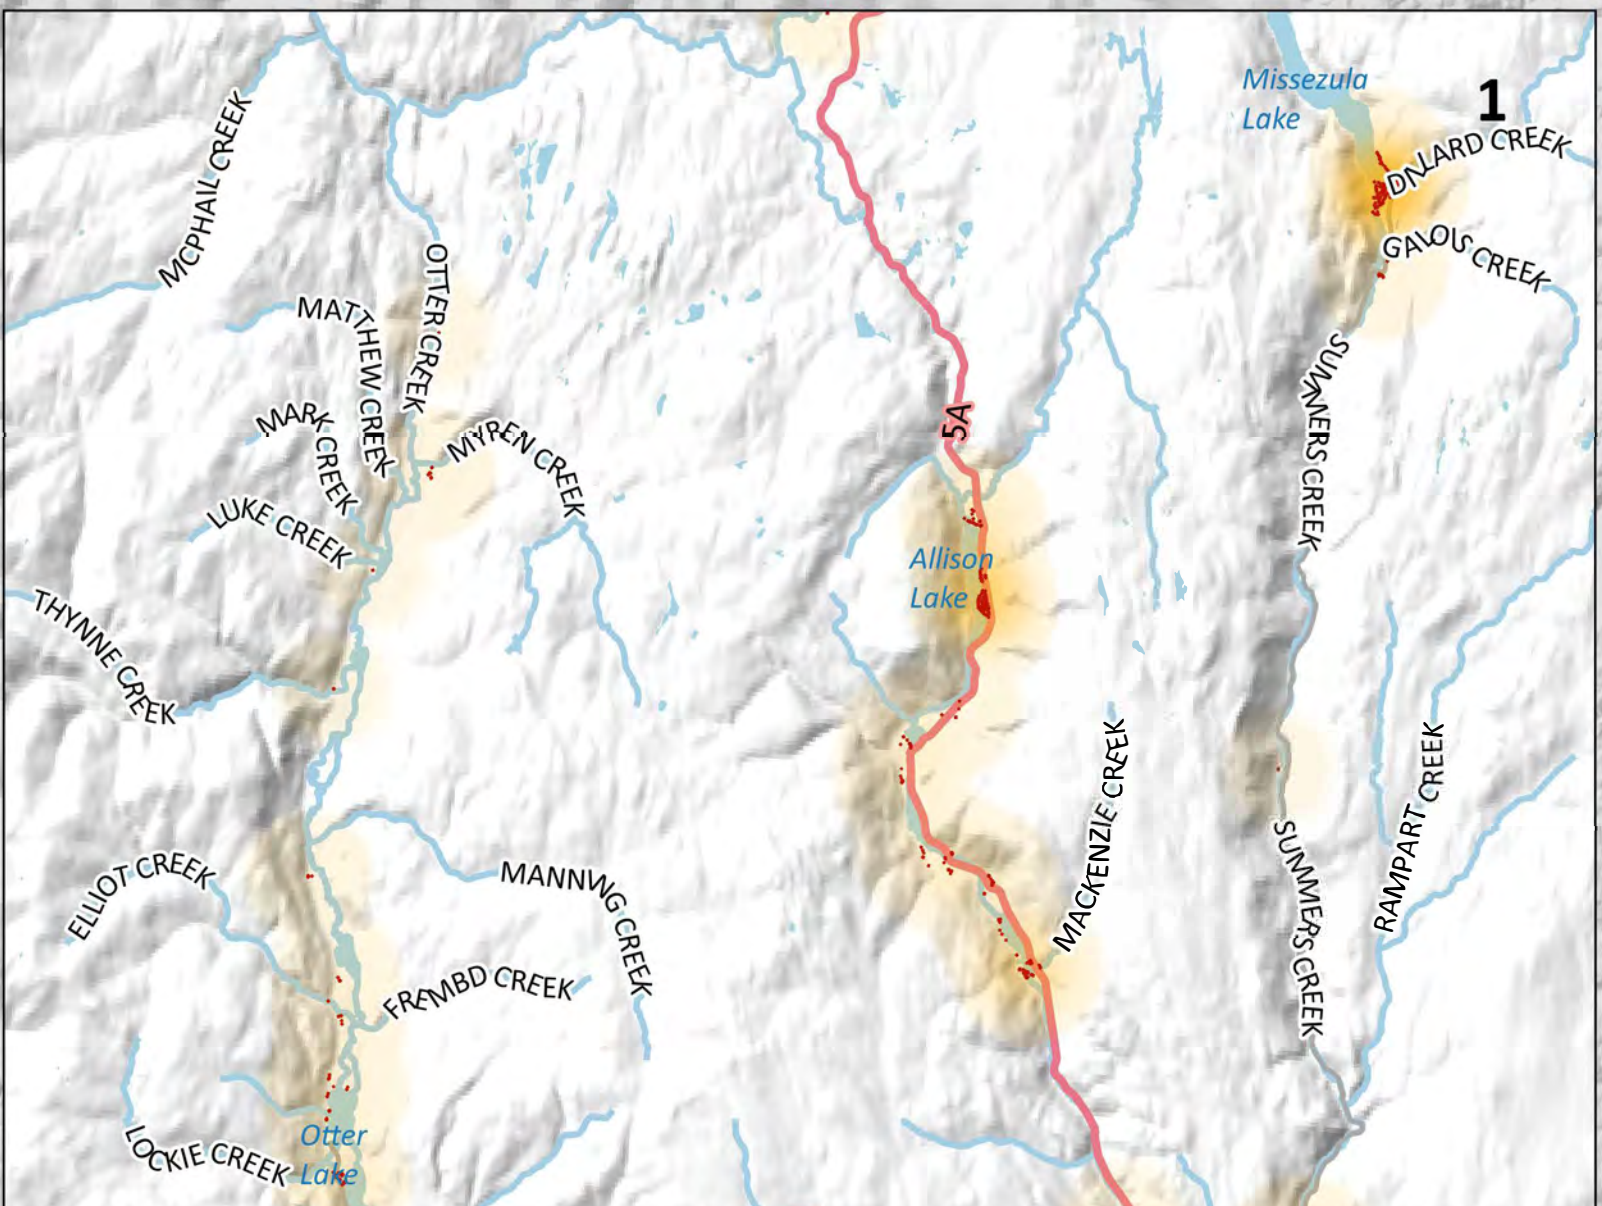 Missezula
Lake
1
DILLARD CREEK
MCPHAIL CREEK
GALOIS CREEK
OTTER CREEK
MATTHEW CREEK
SUMMERS CREEK
MARK CREEK
5A
MYREN CREEK
LUKE CREEK
Allison
Lake
THYNNE CREEK
MACKENZIE CREEK
RAMPART CREEK
SUMMERS CREEK
ELLIOT CREEK
MANNING CREEK
FREMBD CREEK
LOCKIE CREEK
Otter
Lake